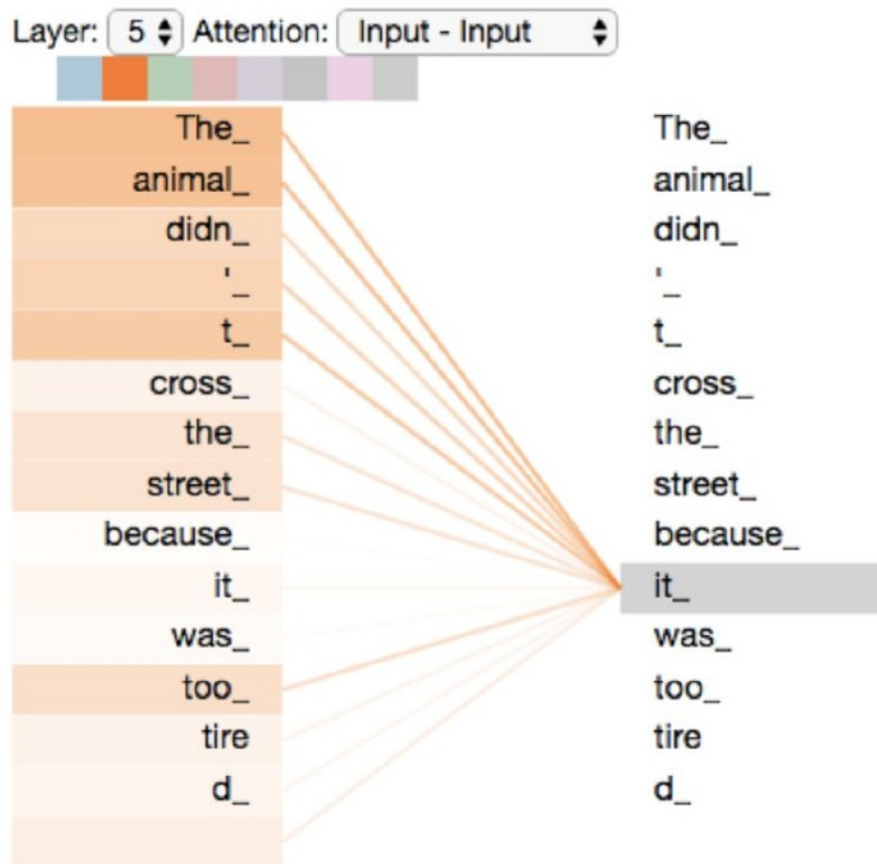 Layer: 5 Attention: Input - Input
The_ The_
animal_ animal_
didn_ didn_
'_ '_
t_ t_
cross_ cross_
the_ the_
street_ street_
because_ because_
it_ it_
was_ was_
too_ too_
tire tire
d_ d_